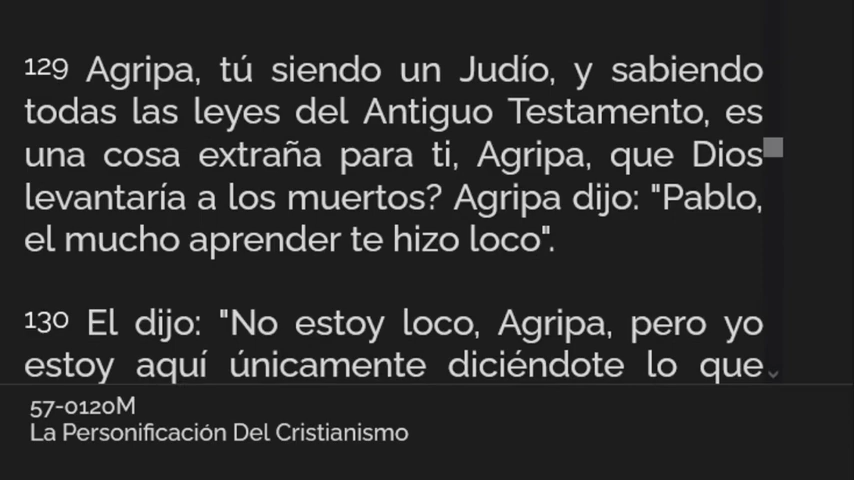 129 Agripa, tú siendo un Judío, y sabiendo
todas las leyes del Antiguo Testamento, es
una cosa extraña para ti, Agripa, que Dios
levantaría a los muertos? Agripa dijo: "Pablo,
el mucho aprender te hizo loco".
130 El dijo: "No estoy loco, Agripa, pero yo
estoy aquí únicamente diciéndote lo que
57-0120M
La Personificación Del Cristianismo